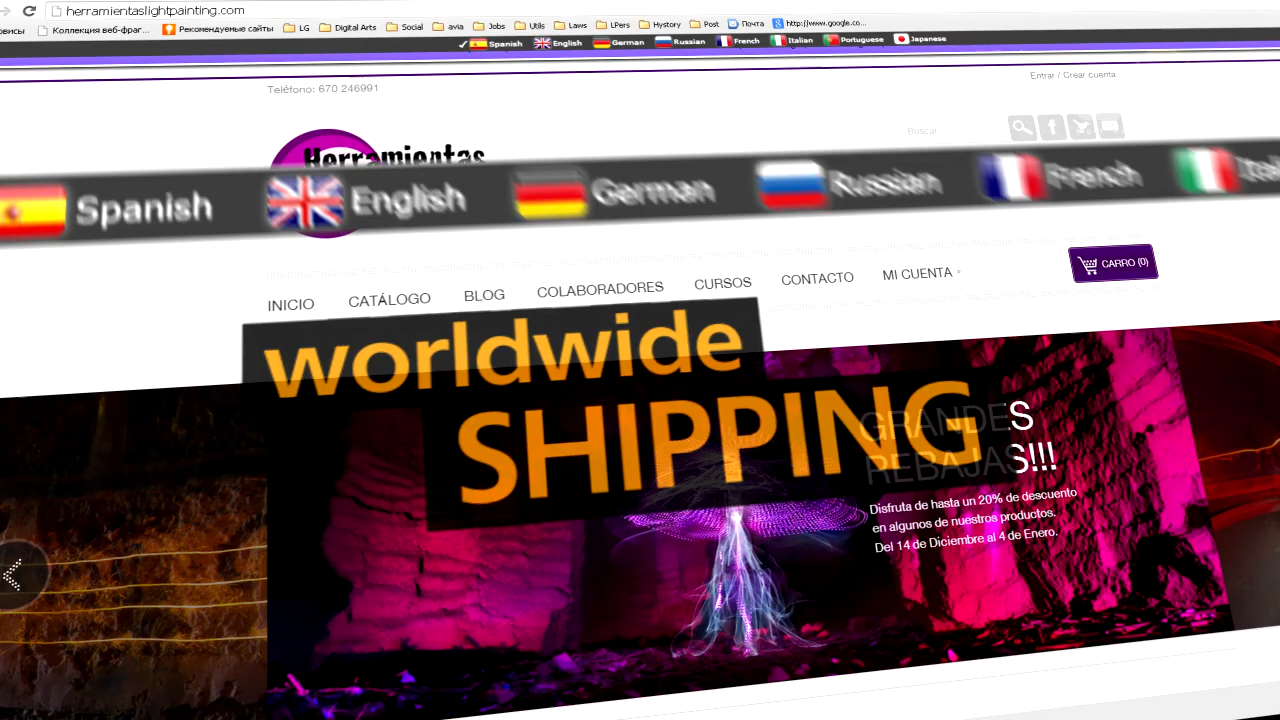 herramientaslightpainting.com
Коллекция веб-фраг...
Рекомендуемые сайты
LG
Digital Arts
Social
avia
Jobs
Utils
Laws
LPers
Hystory
Post
Почта
http://www.google.co...
Spanish English German Russian French Italian Portuguese Japanese
Entrar / Crear cuenta
Teléfono: 670 246991
Buscar
Herramientas
Spanish English German Russian French
CARRO (0)
INICIO CATÁLOGO BLOG COLABORADORES CURSOS CONTACTO MI CUENTA
worldwide
SHIPPING
GRANDES
REBAJAS!!!
Disfruta de hasta un 20% de descuento
en algunos de nuestros productos.
Del 14 de Diciembre al 4 de Enero.